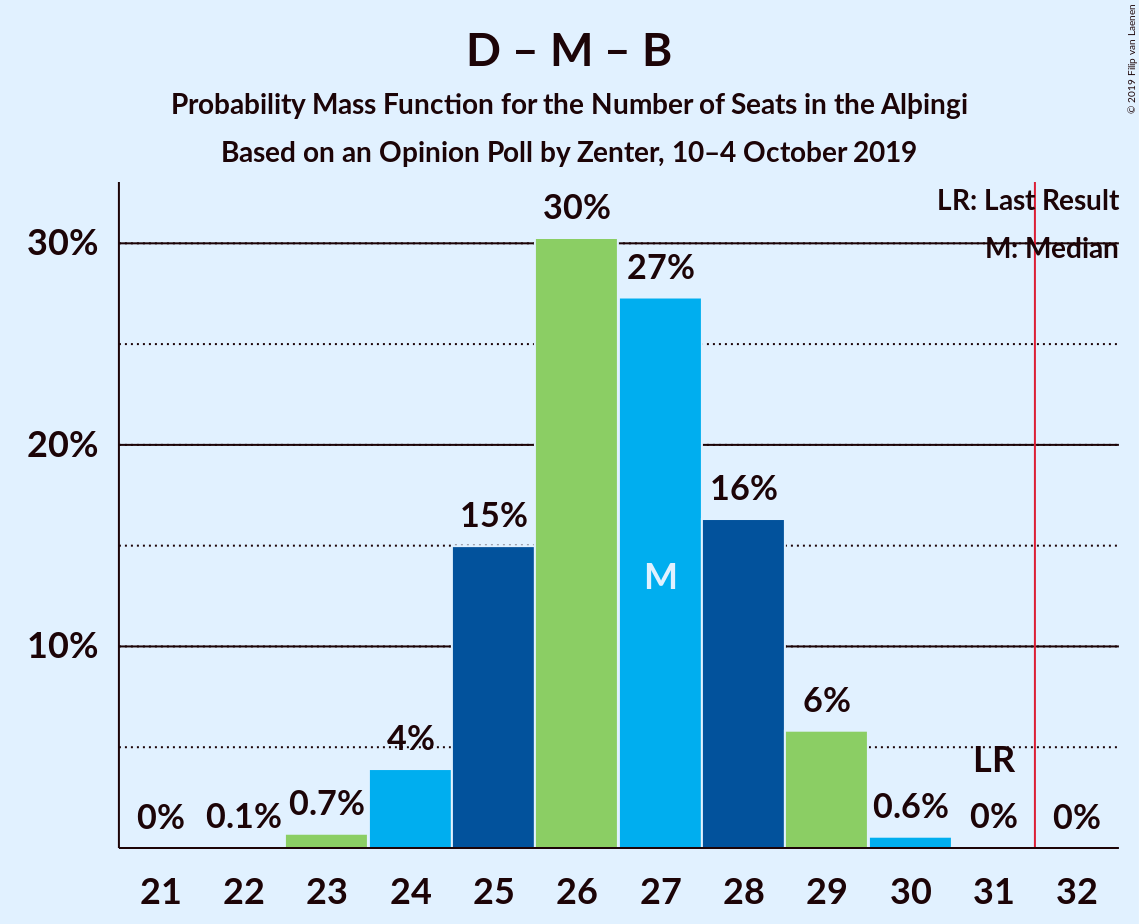 D – M – B
Probability Mass Function for the Number of Seats in the Alþingi
Based on an Opinion Poll by Zenter, 10–4 October 2019
© 2019 Filip van Laenen
LR: Last Result
M: Median
30%
20%
10%
0%
0.1%
0.7%
4%
15%
30%
27%
16%
6%
0.6%
0%
0%
M
LR
21 22 23 24 25 26 27 28 29 30 31 32